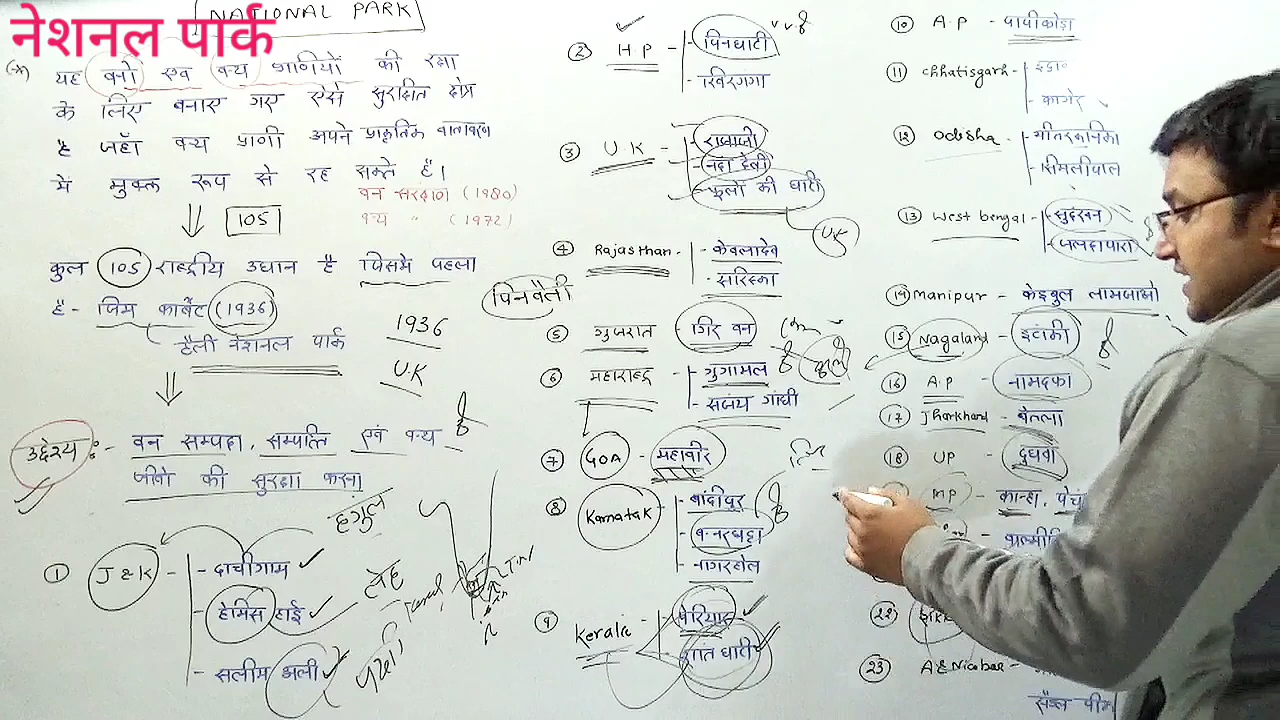 नेशनल पार्क
NATIONAL PARK
यह वनो एवं वन्य प्राणियों की रक्षा
के लिए बनाए गए ऐसे सुरक्षित क्षेत्र
है जहाँ वन्य प्राणी अपने प्राकृतिक वातावरण
में मुक्त रूप से रह सकते है।
वन संरक्षण (1980)
वन्य " (1972)
105
कुल 105 राष्ट्रीय उद्यान है जिसमे पहला
है - जिम कार्बेट (1936)
हैली नेशनल पार्क
1936
U.K
उद्देश्य :- वन सम्पदा, सम्पत्ति एवं वन्य
जीवो की सुरक्षा करना
हंगुल
① J & K - दाचीगाम
- हेमिस हाई
लेह
- सलीम अली
पक्षी
② H.P - पिनघाटी
- खिरगंगा
③ U.K - राजाजी
- नंदा देवी
- फूलो की घाटी
UK
④ Rajasthan - केवलादेव
- सरिस्का
पिनवैली
⑤ गुजरात - गिर वन
⑥ महाराष्ट्र - गुगामल
- संजय गांधी
⑦ GOA - महावीर
⑧ Karnatak - बांदीपुर
- बन्नरघट्टा
- नागरहोल
⑨ Kerala - पेरियार
- शांत घाटी
⑩ A.P - पापीकोंडा
⑪ Chhatisgarh - इंद्रा०
- कांगेर
⑫ Odisha - भीतरकनिका
- सिमलीपाल
⑬ West bengal - सुंदरबन
- जलदापारा
⑭ Manipur - केइबुल लामजाओ
⑮ Nagaland - इंटांकी
⑯ A.P - नामदफा
⑰ Jharkhand - बेतला
⑱ UP - दुधवा
MP - कान्हा, पेंच
22
23 A & Nicobar -